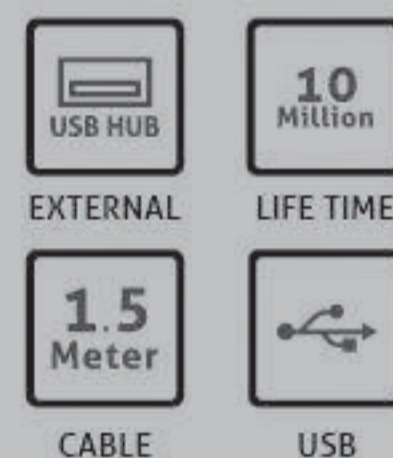 USB HUB
EXTERNAL
10
Million
LIFE TIME
1.5
Meter
CABLE
USB